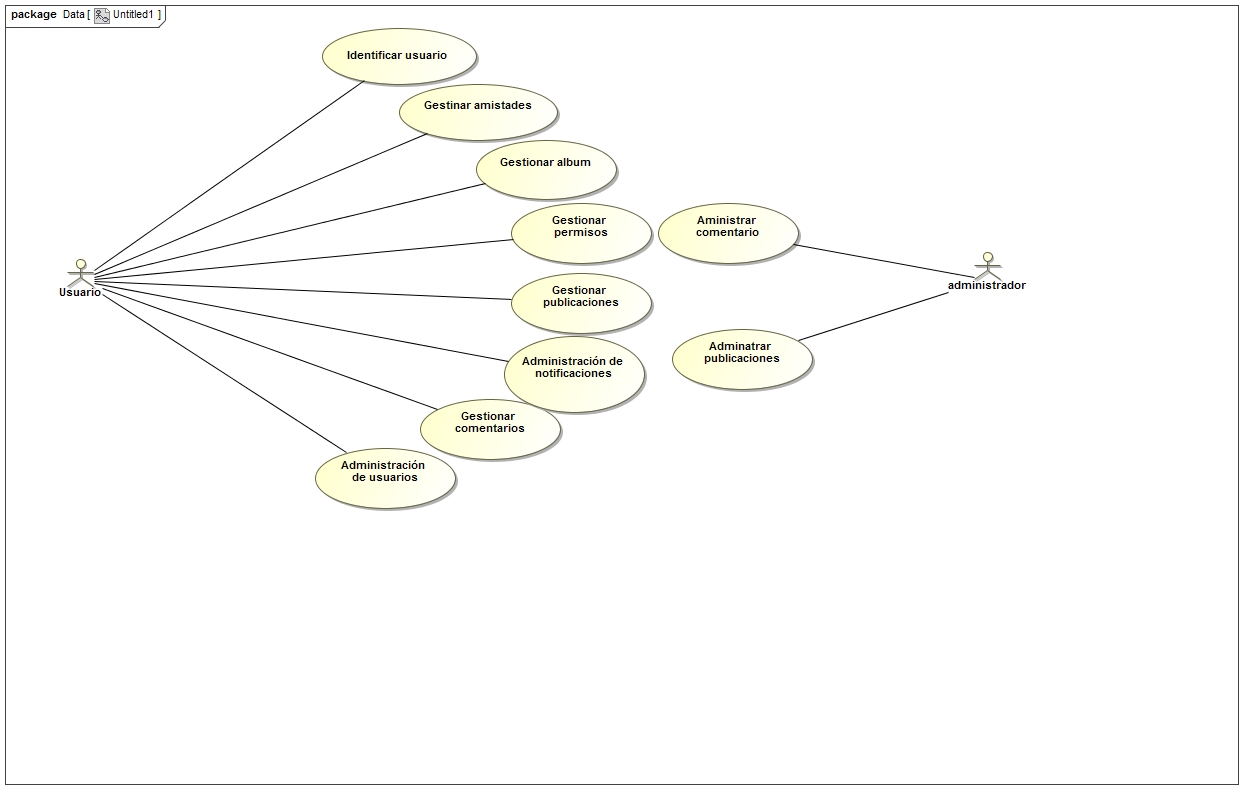 package Data [ Untitled1 ]
Identificar usuario
Gestinar amistades
Gestionar album
Gestionar
permisos
Aministrar
comentario
Usuario
administrador
Gestionar
publicaciones
Adminatrar
publicaciones
Administración de
notificaciones
Gestionar
comentarios
Administración
de usuarios